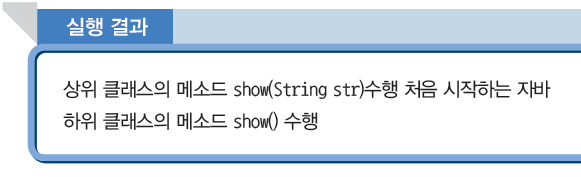 실행 결과
상위 클래스의 메소드 show(String str)수행 처음 시작하는 자바
하위 클래스의 메소드 show() 수행